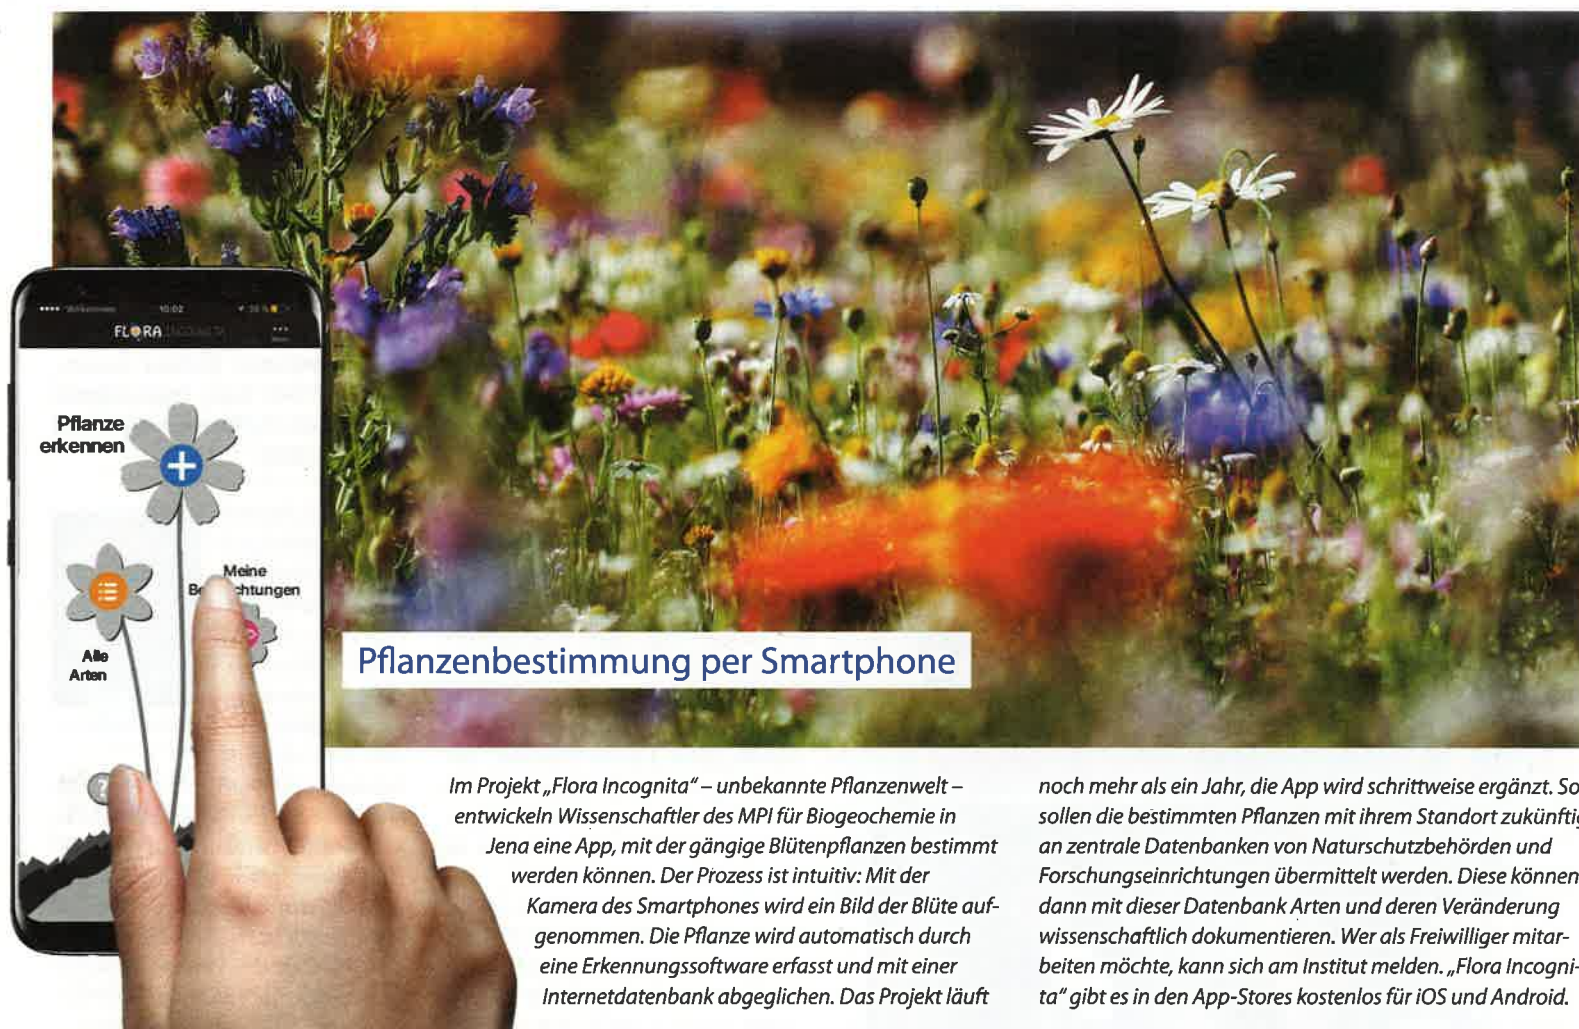 10:02
FLORA INCOGNITA
Pflanze
erkennen
Meine
Alle
Arten
?
Pflanzenbestimmung per Smartphone
Im Projekt „Flora Incognita“ – unbekannte Pflanzenwelt –
entwickeln Wissenschaftler des MPI für Biogeochemie in
Jena eine App, mit der gängige Blütenpflanzen bestimmt
werden können. Der Prozess ist intuitiv: Mit der
Kamera des Smartphones wird ein Bild der Blüte auf-
genommen. Die Pflanze wird automatisch durch
eine Erkennungssoftware erfasst und mit einer
Internetdatenbank abgeglichen. Das Projekt läuft
noch mehr als ein Jahr, die App wird schrittweise ergänzt. So
sollen die bestimmten Pflanzen mit ihrem Standort zukünftig
an zentrale Datenbanken von Naturschutzbehörden und
Forschungseinrichtungen übermittelt werden. Diese können
dann mit dieser Datenbank Arten und deren Veränderung
wissenschaftlich dokumentieren. Wer als Freiwilliger mitar-
beiten möchte, kann sich am Institut melden. „Flora Incogni-
ta“ gibt es in den App-Stores kostenlos für iOS und Android.